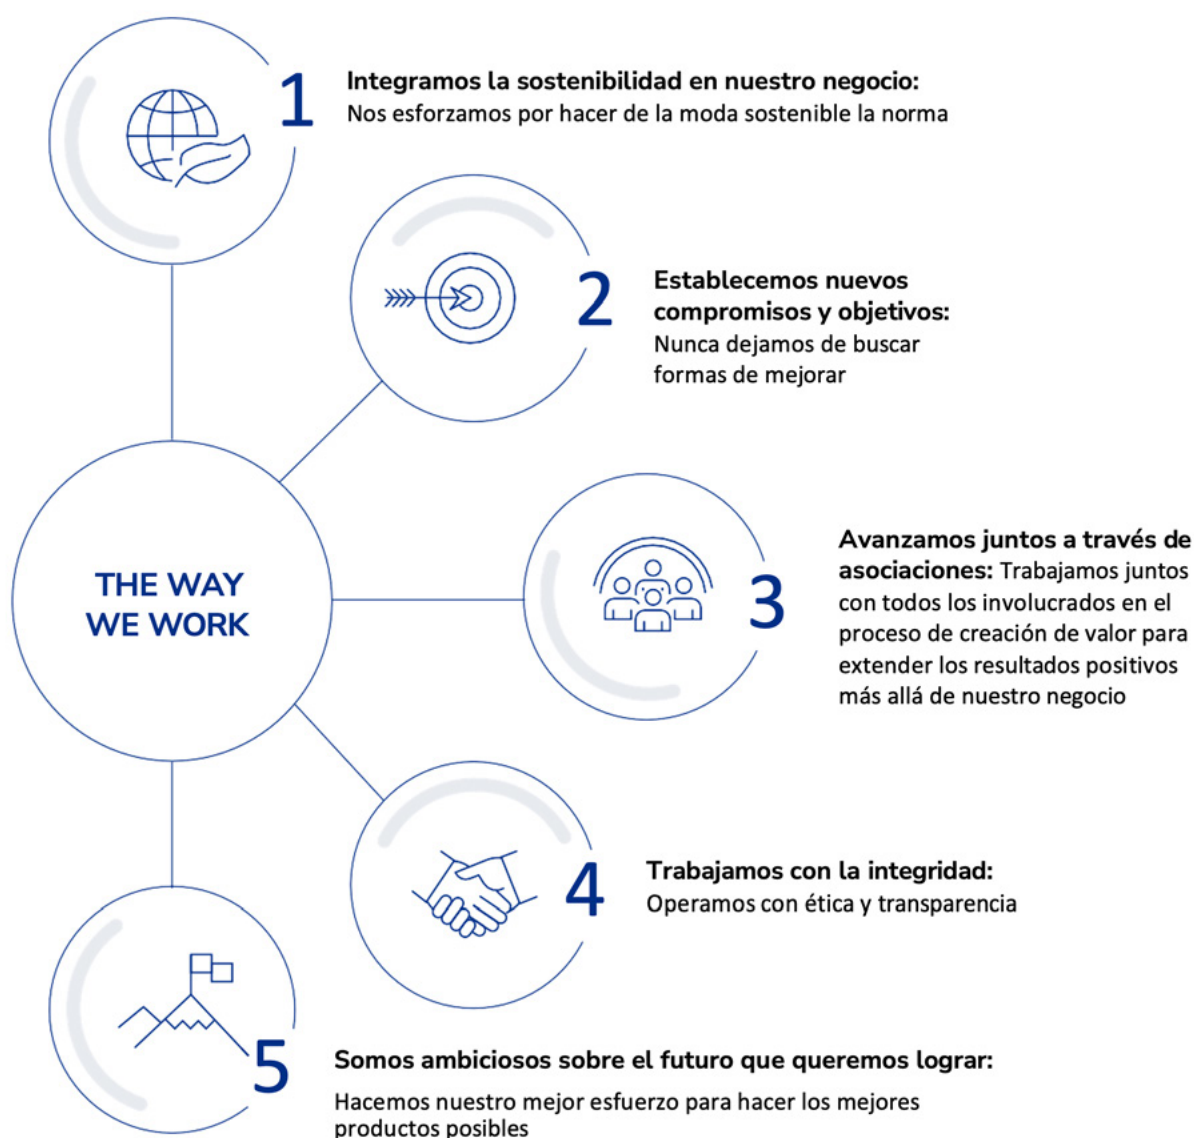 1
Integramos la sostenibilidad en nuestro negocio:
Nos esforzamos por hacer de la moda sostenible la norma
2
Establecemos nuevos
compromisos y objetivos:
Nunca dejamos de buscar
formas de mejorar
THE WAY
WE WORK
3
Avanzamos juntos a través de
asociaciones: Trabajamos juntos
con todos los involucrados en el
proceso de creación de valor para
extender los resultados positivos
más allá de nuestro negocio
4
Trabajamos con la integridad:
Operamos con ética y transparencia
5
Somos ambiciosos sobre el futuro que queremos lograr:
Hacemos nuestro mejor esfuerzo para hacer los mejores
productos posibles